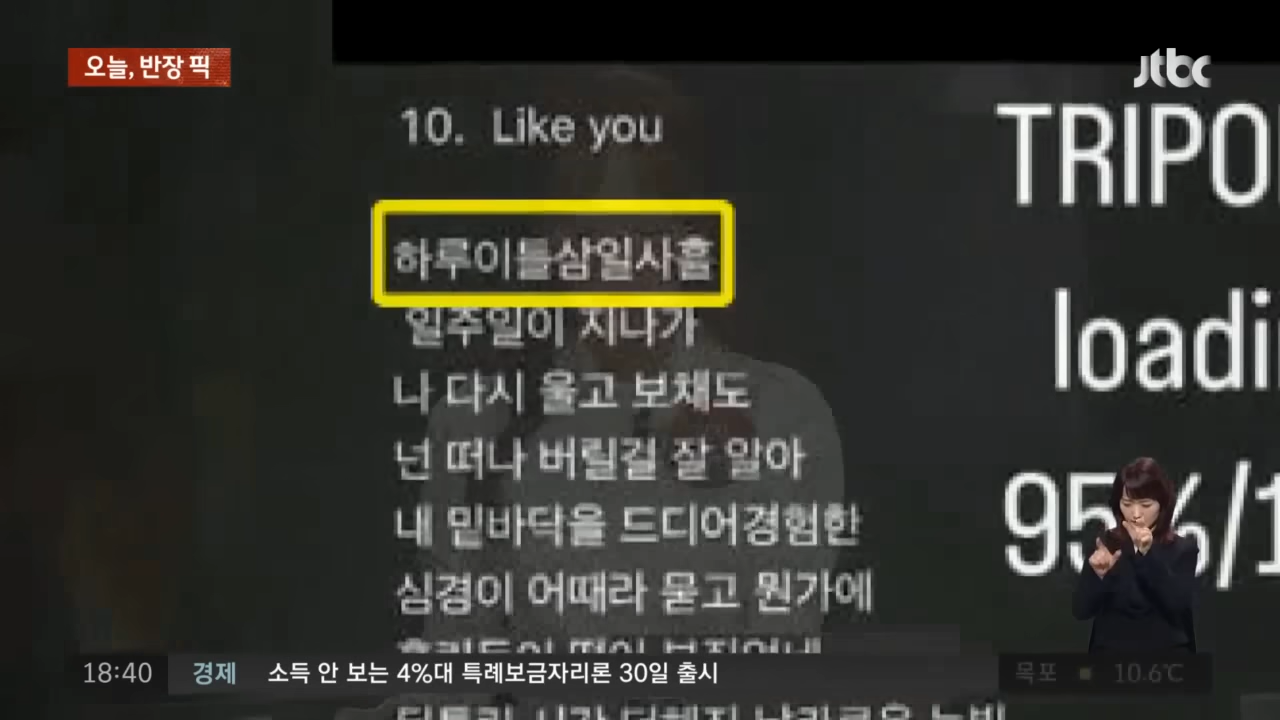 오늘, 반장 픽
jtbc
10. Like you
하루이틀삼일사흘
일주일이 지나가
나 다시 울고 보채도
넌 떠나 버릴걸 잘 알아
내 밑바닥을 드디어경험한
심경이 어때라 묻고 뭔가에
TRIPO
loadi
95%/1
18:40 경제 소득 안 보는 4%대 특례보금자리론 30일 출시
목포 10.6℃